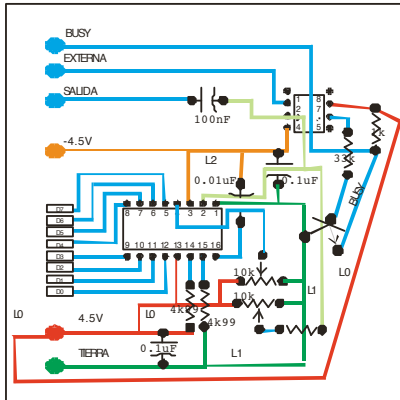 BUSY
EXTERNA
SALIDA
100nF
1 8
2 7
4 5
1k
33k
-4.5V
L2
0.01uF
0.1uF
BUSY
D7
D6
D5
D4
D3
D2
D1
D0
8 7 6 5 4 3 2 1
9 10 11 12 13 14 15 16
L0
10k
10k
L1
L0
L0
4.5V
4k99
4k99
0.1uF
L1
TIERRA